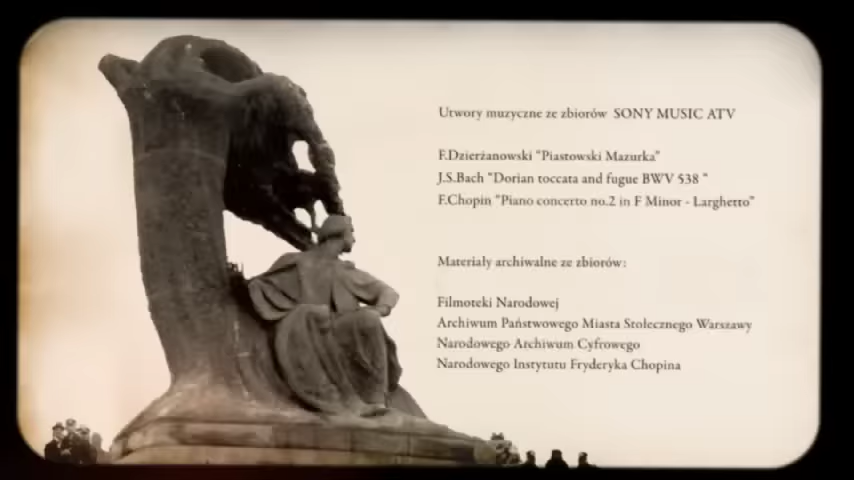 Utwory muzyczne ze zbiorów SONY MUSIC ATV
F.Dzierżanowski "Piastowski Mazurka"
J.S.Bach "Dorian toccata and fugue BWV 538 "
F.Chopin "Piano concerto no.2 in F Minor - Larghetto"
Materiały archiwalne ze zbiorów:
Filmoteki Narodowej
Archiwum Państwowego Miasta Stołecznego Warszawy
Narodowego Archiwum Cyfrowego
Narodowego Instytutu Fryderyka Chopina